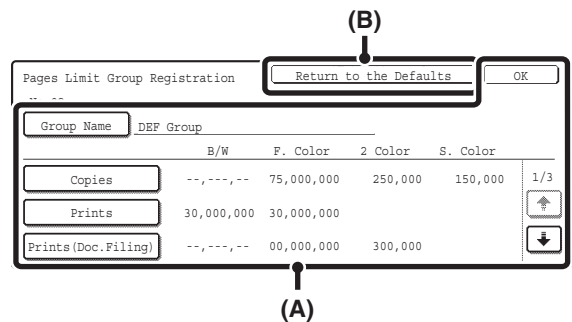 (B)
Pages Limit Group Registration Return to the Defaults OK
Group Name DEF Group
B/W F. Color 2 Color S. Color
Copies --,---,-- 75,000,000 250,000 150,000 1/3
Prints 30,000,000 30,000,000
Prints(Doc.Filing) --,---,-- 00,000,000 300,000
(A)